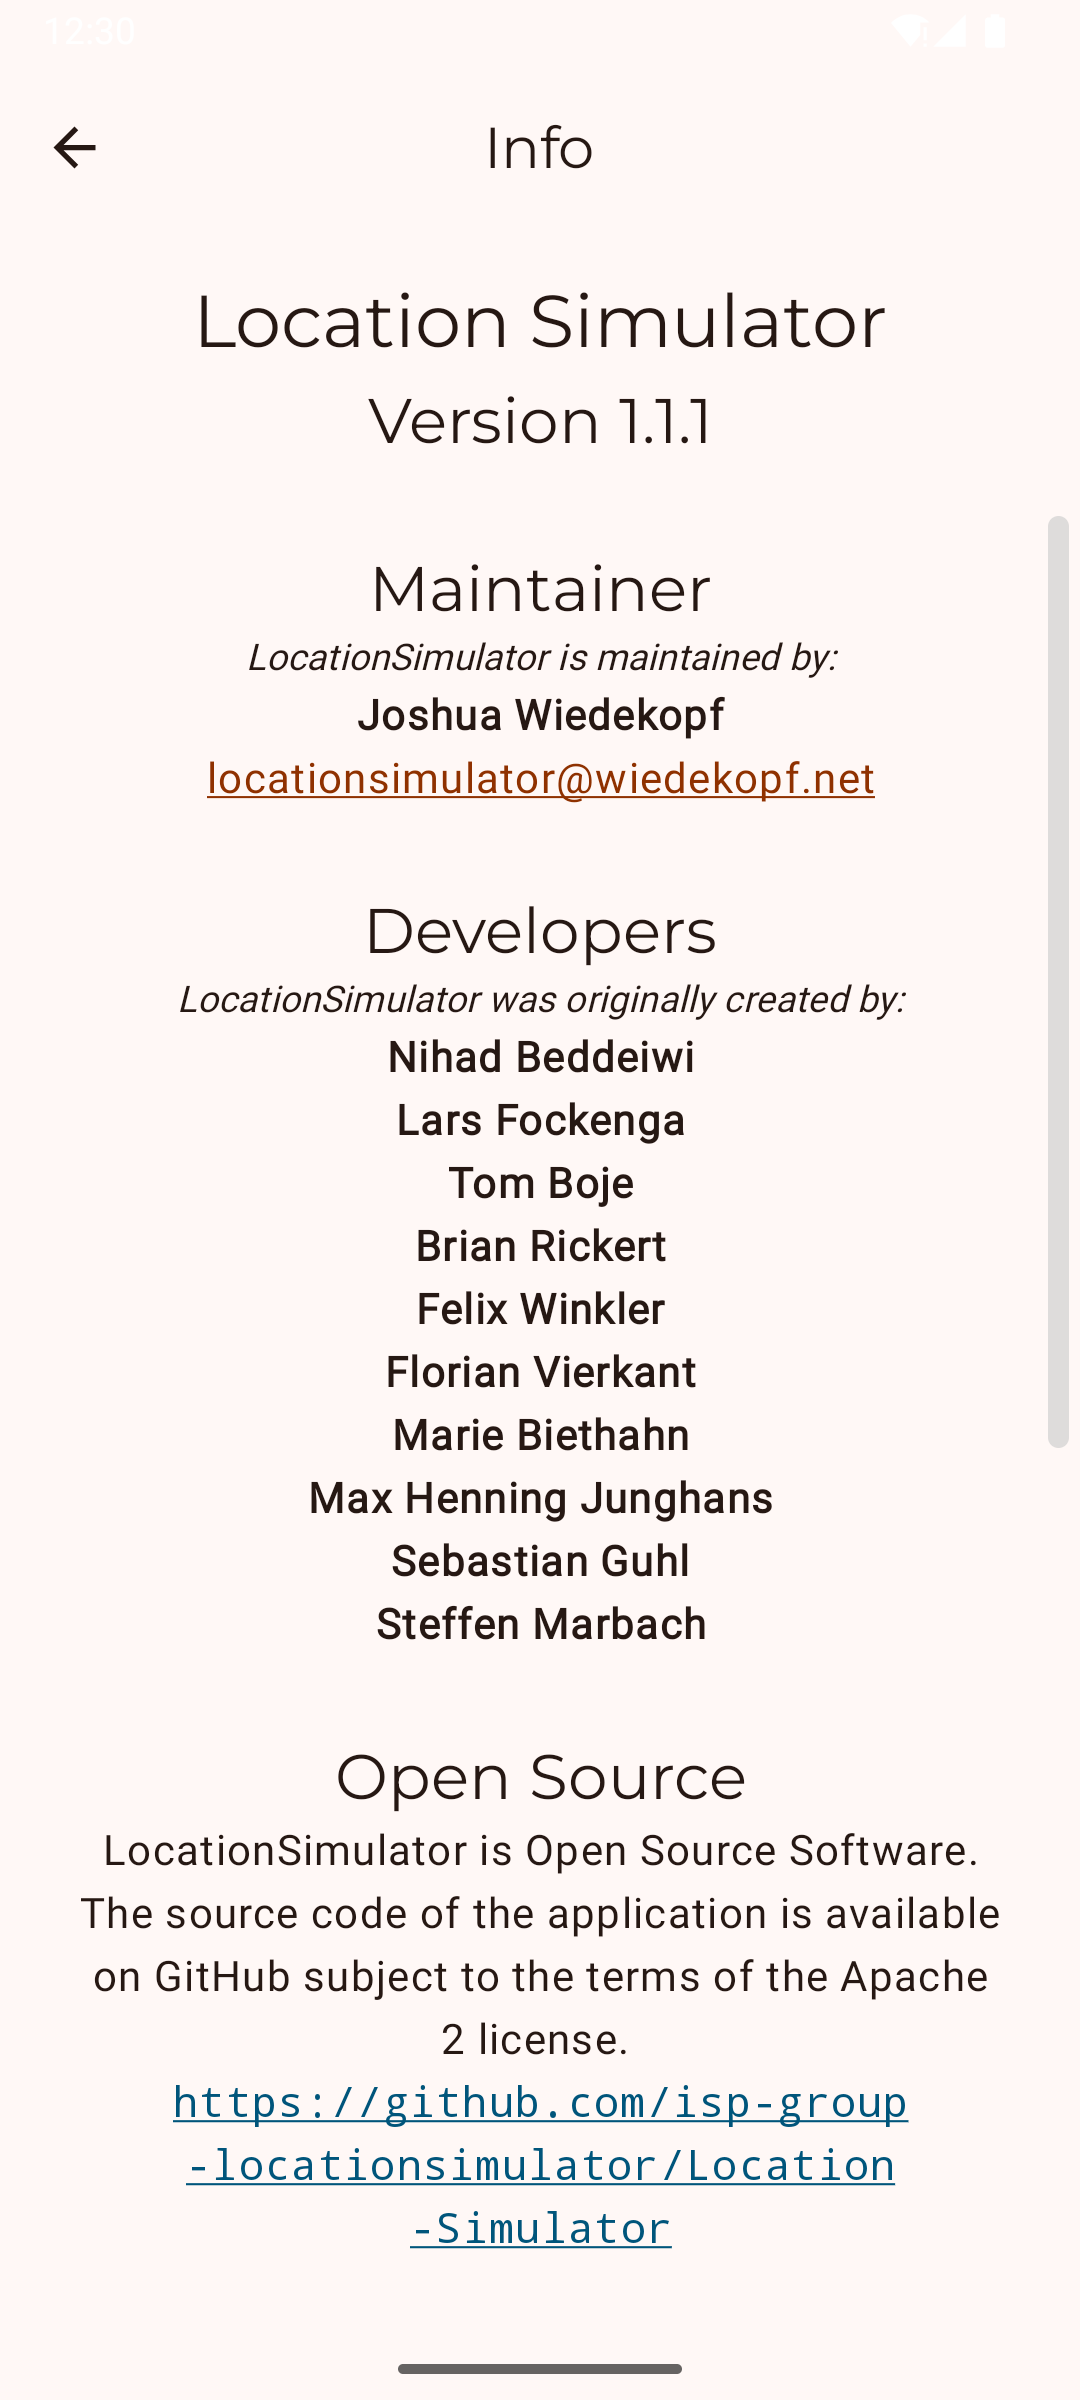 12:30
Info
Location Simulator
Version 1.1.1
Maintainer
LocationSimulator is maintained by:
Joshua Wiedekopf
locationsimulator@wiedekopf.net
Developers
LocationSimulator was originally created by:
Nihad Beddeiwi
Lars Fockenga
Tom Boje
Brian Rickert
Felix Winkler
Florian Vierkant
Marie Biethahn
Max Henning Junghans
Sebastian Guhl
Steffen Marbach
Open Source
LocationSimulator is Open Source Software.
The source code of the application is available
on GitHub subject to the terms of the Apache
2 license.
https://github.com/isp-group
-locationsimulator/Location
-Simulator